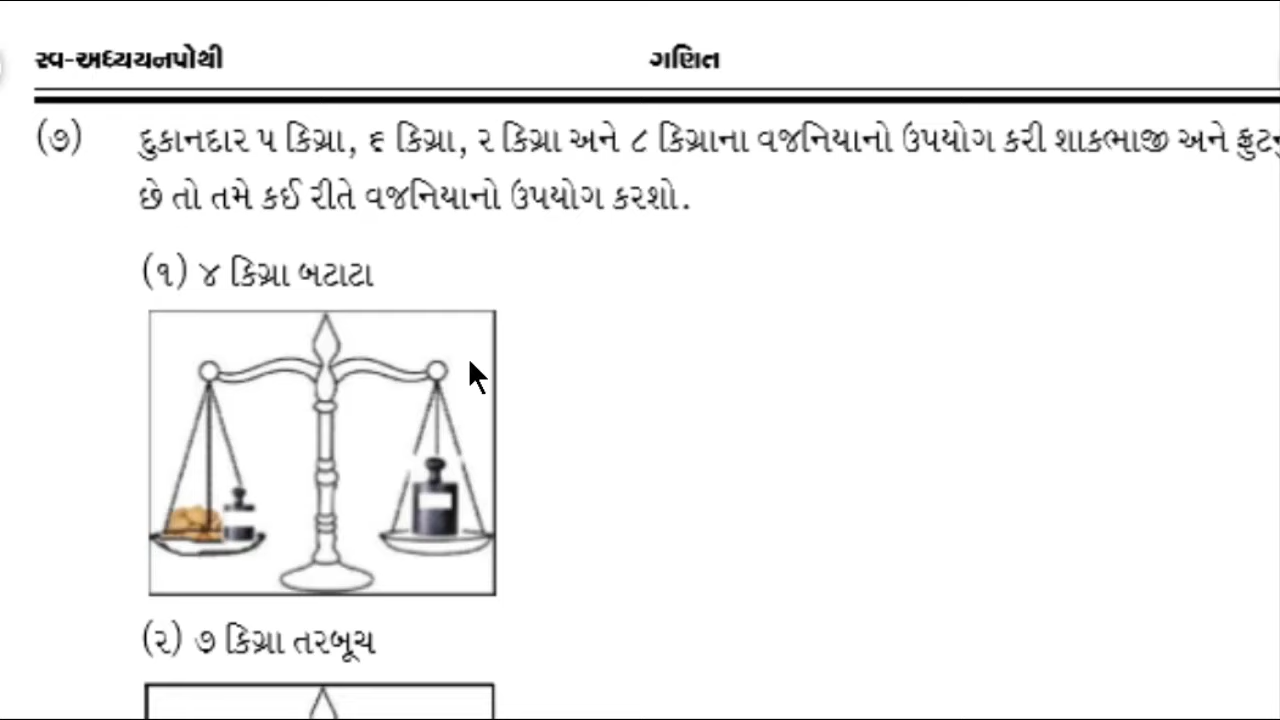 સ્વ-અધ્યયનપોથી
ગણિત
(૭) દુકાનદાર ૫ કિગ્રા, ૬ કિગ્રા, ૨ કિગ્રા અને ૮ કિગ્રાના વજનિયાનો ઉપયોગ કરી શાકભાજી અને
છે તો તમે કઈ રીતે વજનિયાનો ઉપયોગ કરશો.
(૧) ૪ કિગ્રા બટાટા
(૨) ૭ કિગ્રા તરબૂચ